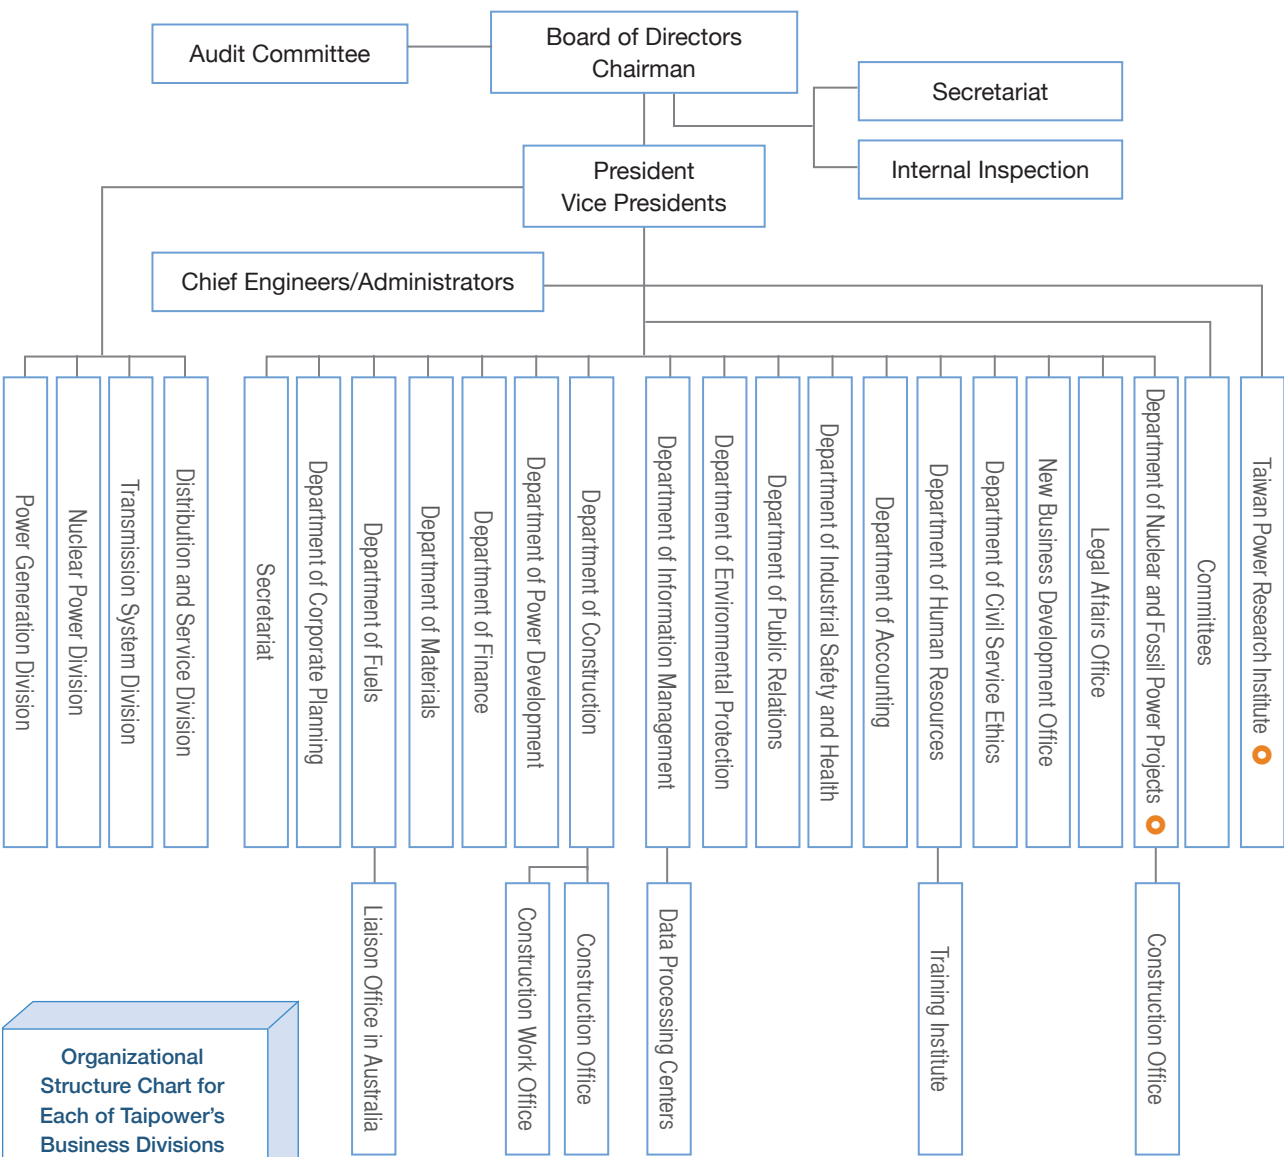 Audit Committee
Board of Directors
Chairman
Secretariat
Internal Inspection
President
Vice Presidents
Chief Engineers/Administrators
Power Generation Division
Nuclear Power Division
Transmission System Division
Distribution and Service Division
Secretariat
Department of Corporate Planning
Department of Fuels
Department of Materials
Department of Finance
Department of Power Development
Department of Construction
Department of Information Management
Department of Environmental Protection
Department of Public Relations
Department of Industrial Safety and Health
Department of Accounting
Department of Human Resources
Department of Civil Service Ethics
New Business Development Office
Legal Affairs Office
Department of Nuclear and Fossil Power Projects
Committees
Taiwan Power Research Institute
Liaison Office in Australia
Construction Work Office
Construction Office
Data Processing Centers
Training Institute
Construction Office
Organizational
Structure Chart for
Each of Taipower's
Business Divisions